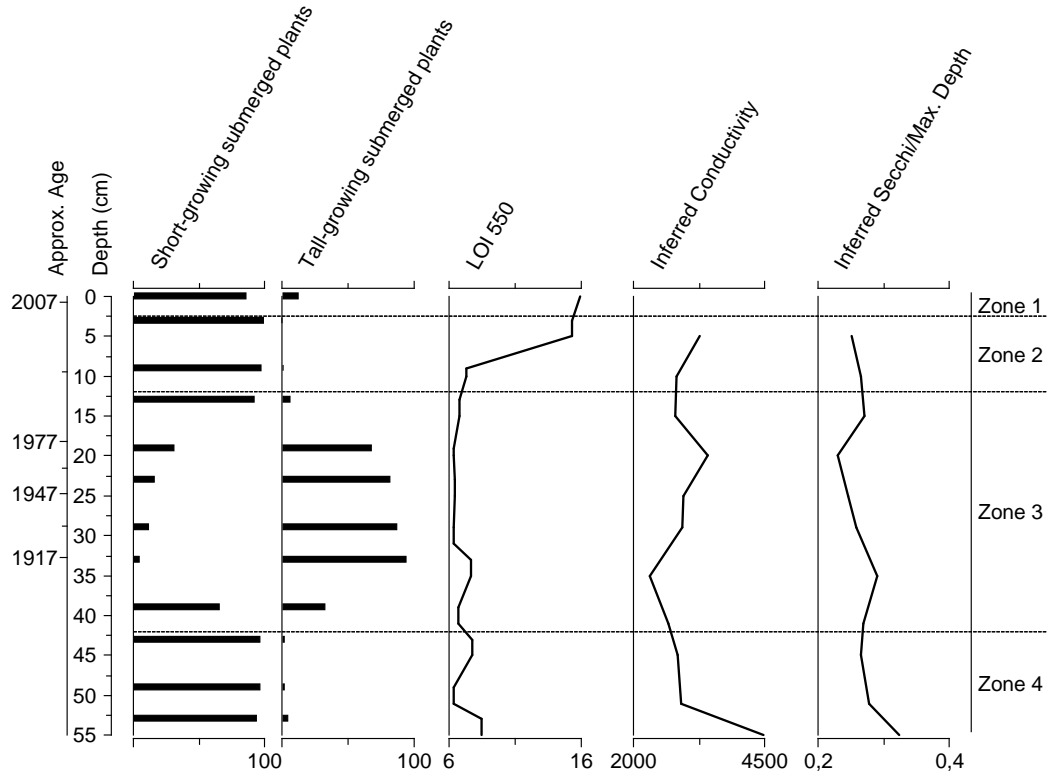 Approx. Age
Depth (cm)
Short-growing submerged plants
Tall-growing submerged plants
LOI 550
Inferred Conductivity
Inferred Secchi/Max. Depth
2007
1977
1947
1917
0
5
10
15
20
25
30
35
40
45
50
55
Zone 1
Zone 2
Zone 3
Zone 4
100
100
6 16
2000 4500
0,2 0,4